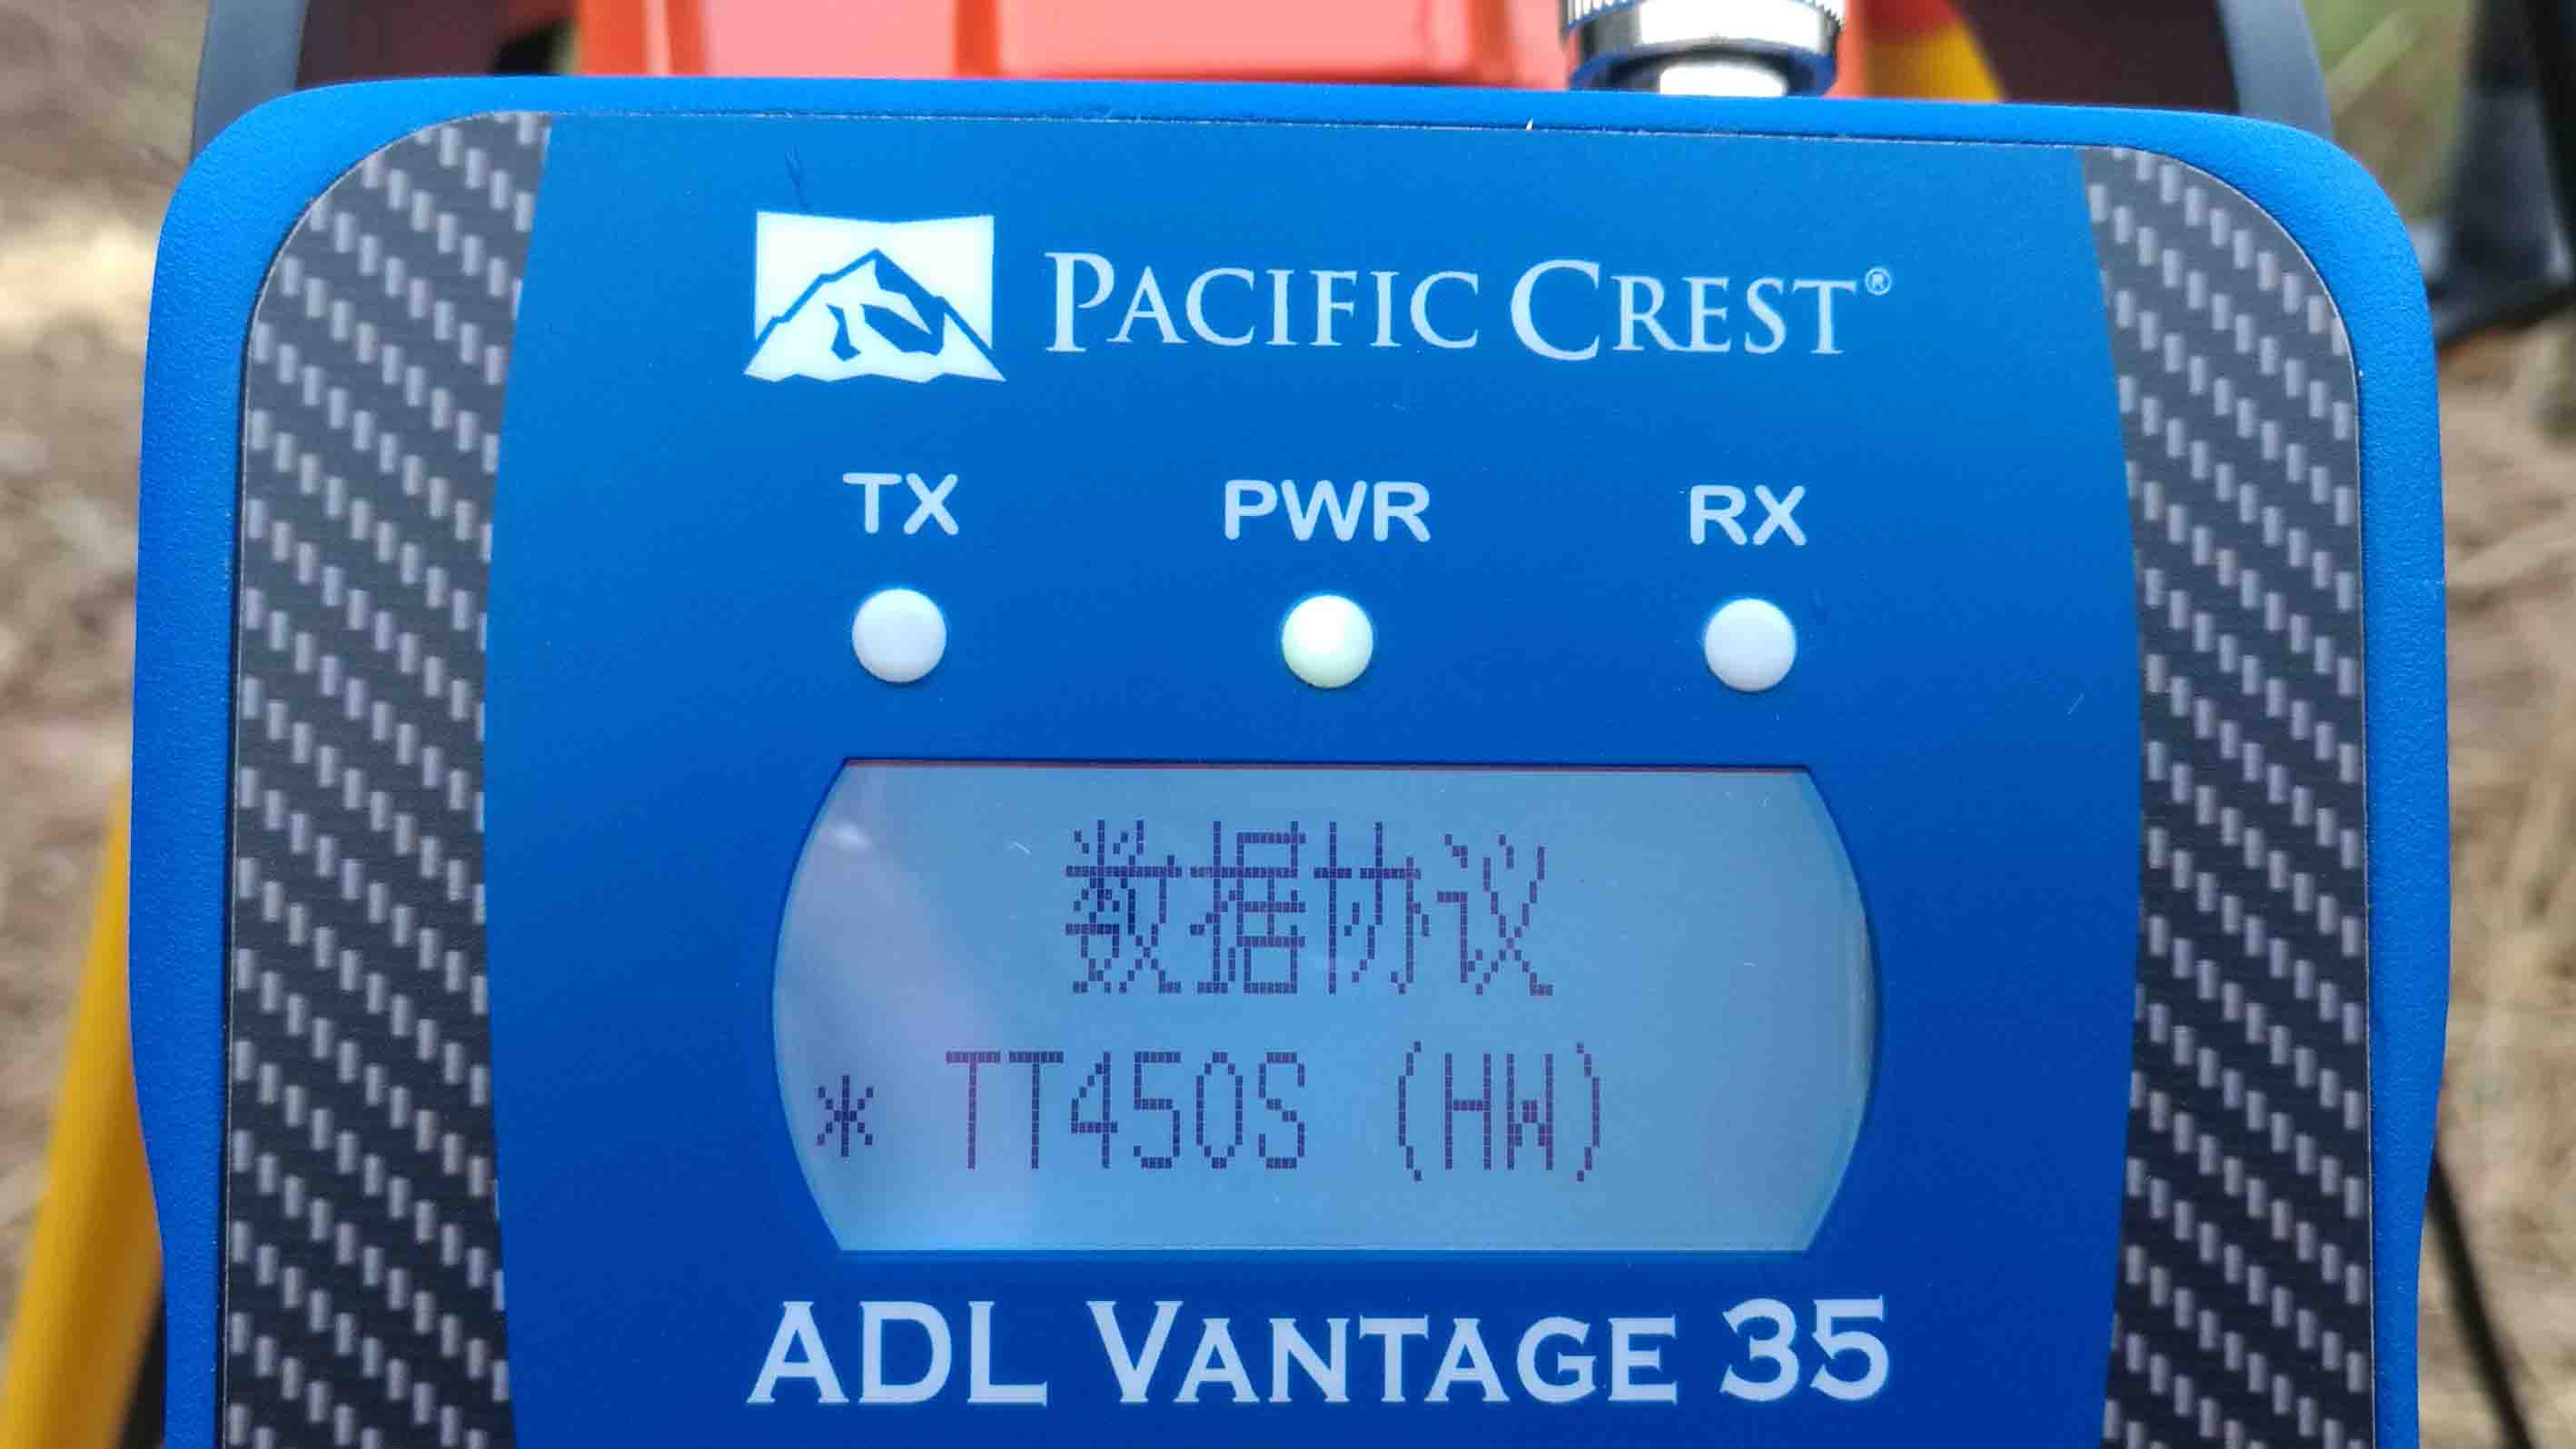 PACIFIC CREST®
TX PWR RX
数据协议
* TT450S (HW)
ADL VANTAGE 35